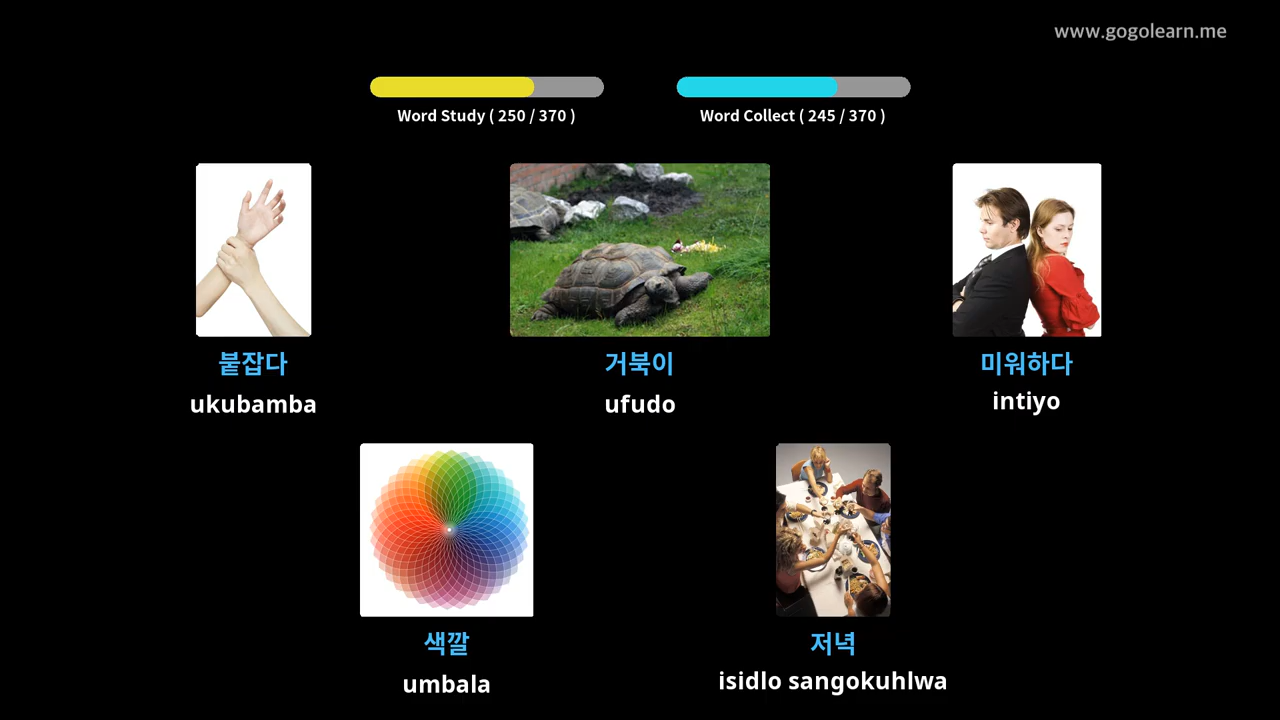 www.gogolearn.me
Word Study ( 250 / 370 )
Word Collect ( 245 / 370 )
붙잡다
ukubamba
거북이
ufudo
미워하다
intiyo
색깔
umbala
저녁
isidlo sangokuhlwa